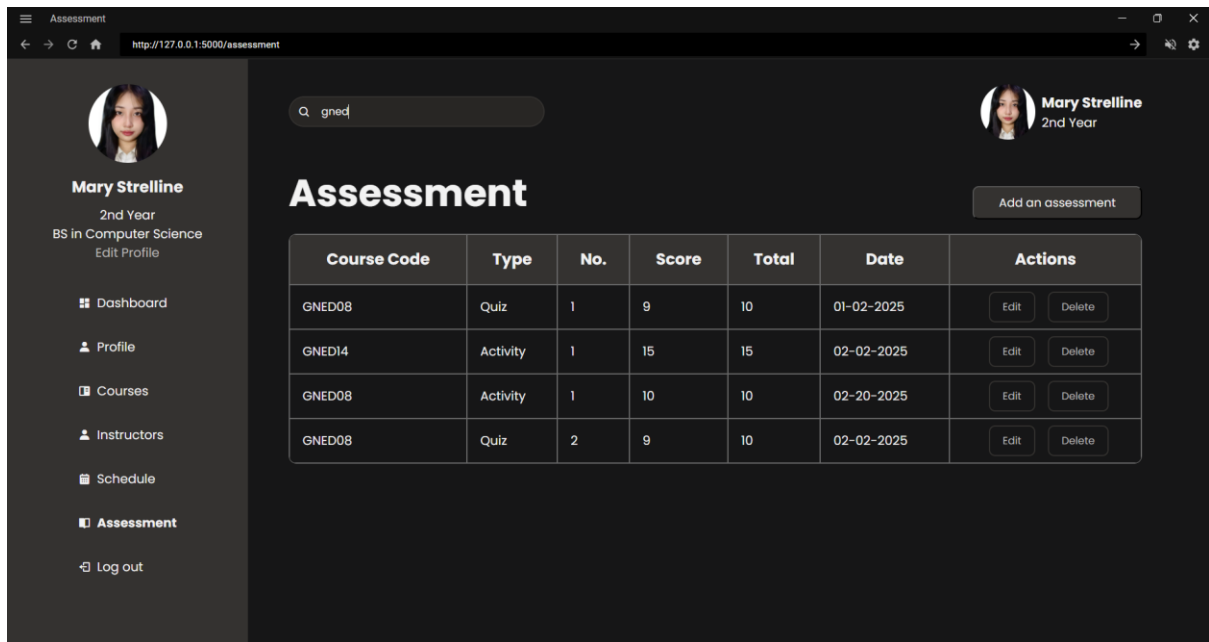 Assessment
http://127.0.0.1:5000/assessment
Mary Strelline
2nd Year
BS in Computer Science
Edit Profile
Dashboard
Profile
Courses
Instructors
Schedule
Assessment
Log out
gned
Mary Strelline
2nd Year
Assessment
Add an assessment
Course Code Type No. Score Total Date Actions
GNED08 Quiz 1 9 10 01-02-2025 Edit Delete
GNED14 Activity 1 15 15 02-02-2025 Edit Delete
GNED08 Activity 1 10 10 02-20-2025 Edit Delete
GNED08 Quiz 2 9 10 02-02-2025 Edit Delete